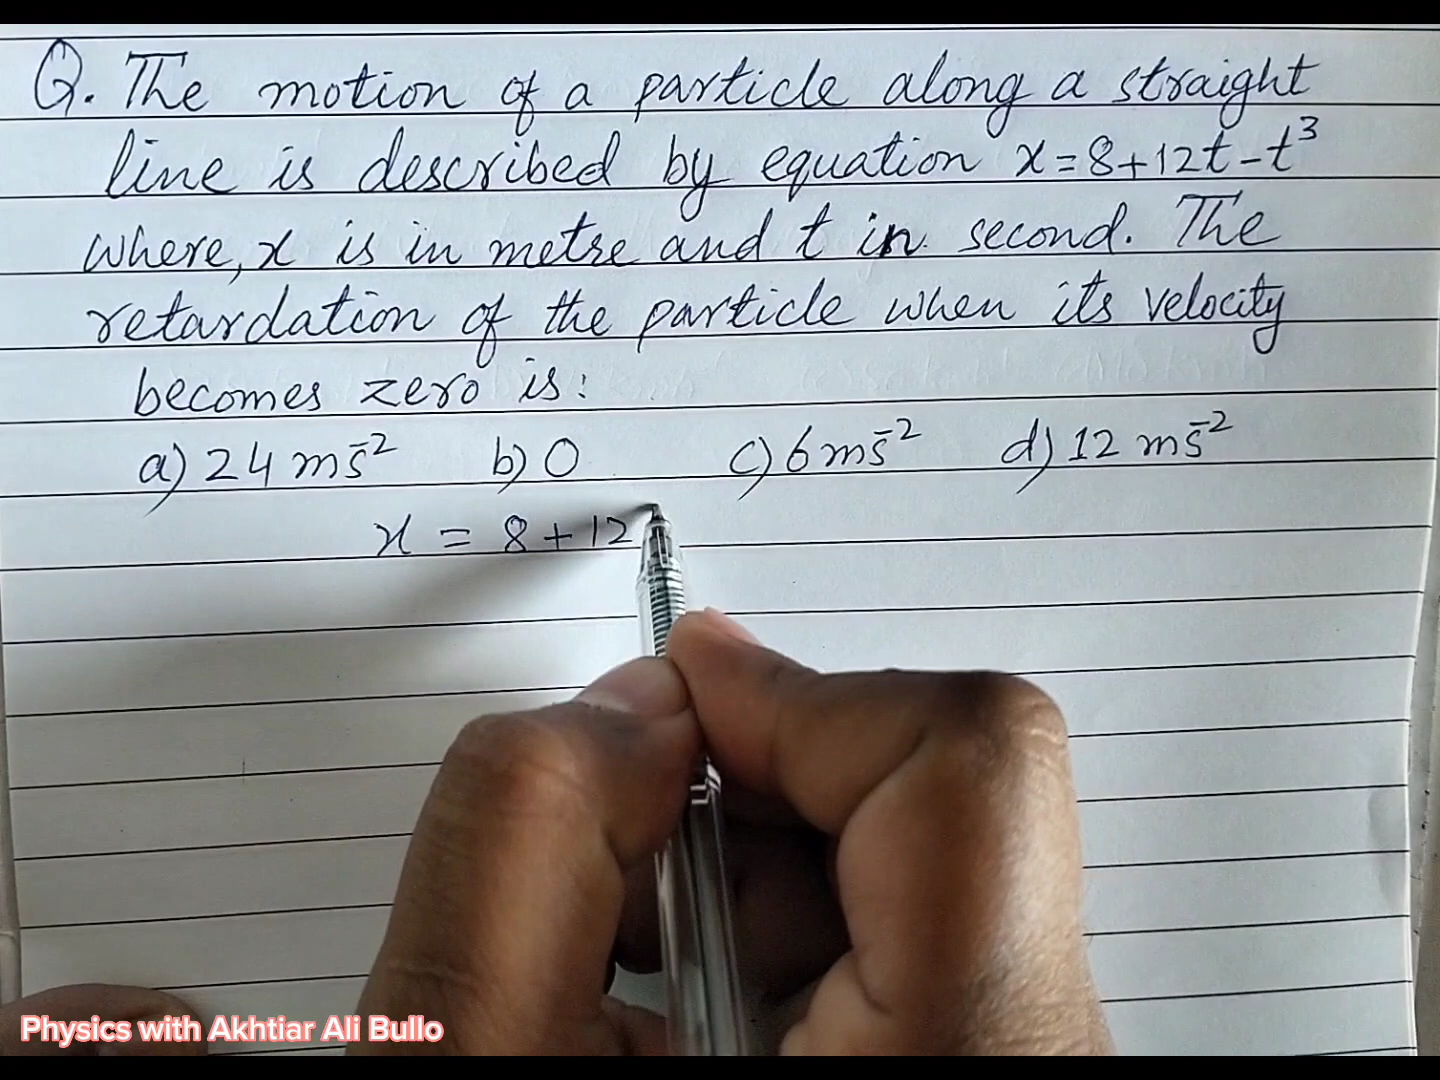 Q. The motion of a particle along a straight
line is described by equation x=8+12t-t³
where, x is in metre and t in second. The
retardation of the particle when its velocity
becomes zero is:
a) 24 ms⁻² b) 0 c) 6 ms⁻² d) 12 ms⁻²
x = 8+12
Physics with Akhtiar Ali Bullo